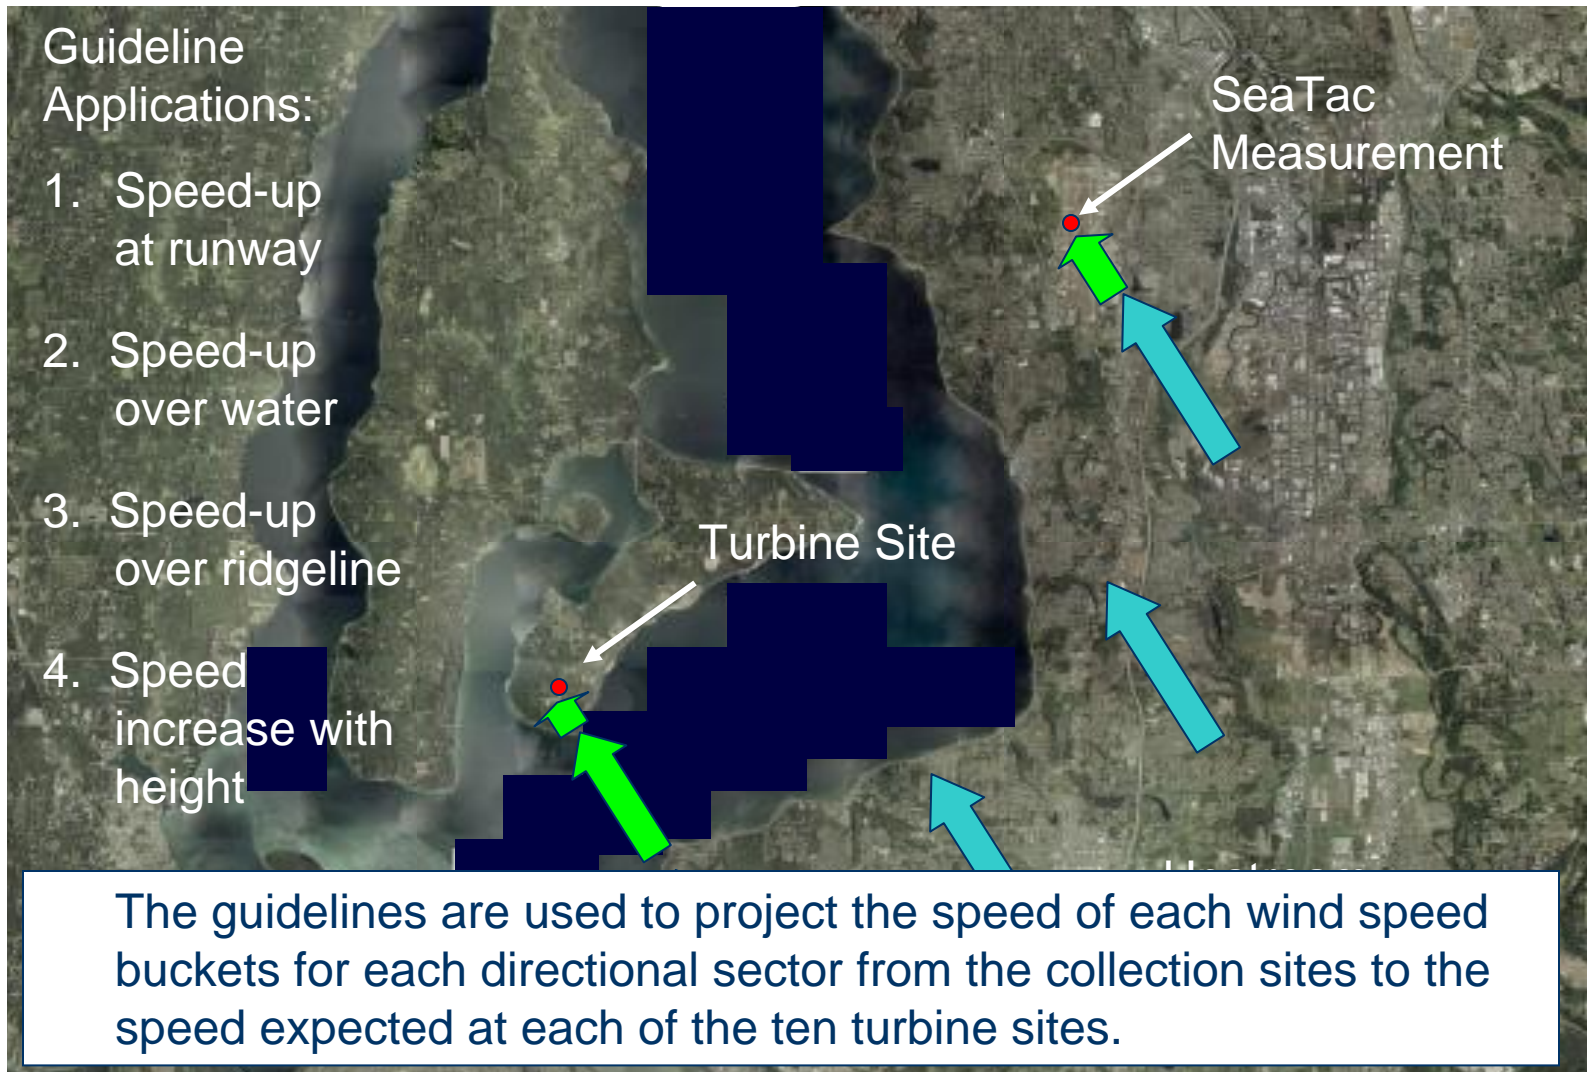 Guideline
Applications:
1. Speed-up
at runway
2. Speed-up
over water
3. Speed-up
over ridgeline
4. Speed
increase with
height
SeaTac
Measurement
Turbine Site
The guidelines are used to project the speed of each wind speed
buckets for each directional sector from the collection sites to the
speed expected at each of the ten turbine sites.